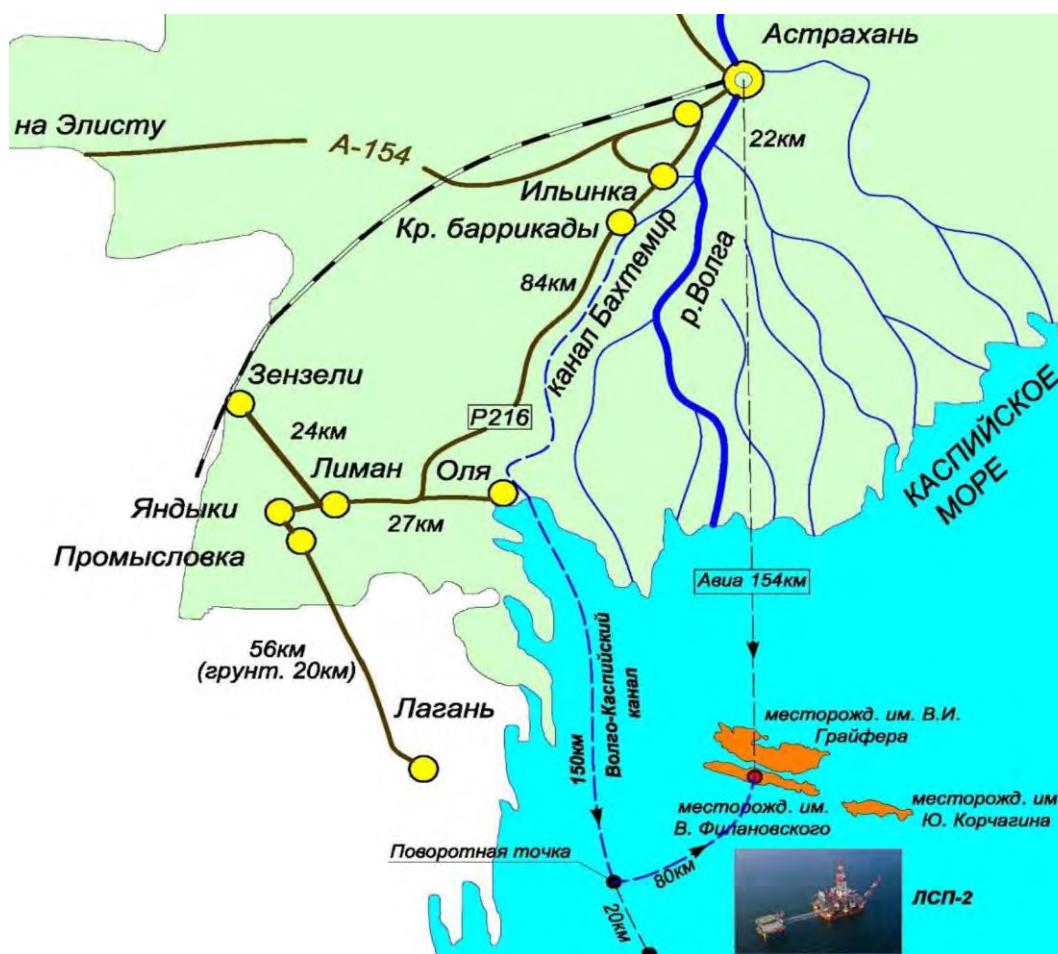 Астрахань
на Элисту
А-154
22км
Ильинка
Кр. баррикады
канал Бахтемир
р.Волга
84км
Зензели
Р216
24км
Лиман
Оля
КАСПИЙСКОЕ
МОРЕ
Яндыки
27км
Промысловка
Авиа 154км
56км
(грунт. 20км)
Лагань
Волго-Каспийский
канал
150км
месторожд. им. В.И.
Грайфера
месторожд. им.
В. Филановского
месторожд. им
Ю. Корчагина
Поворотная точка
80км
20км
ЛСП-2